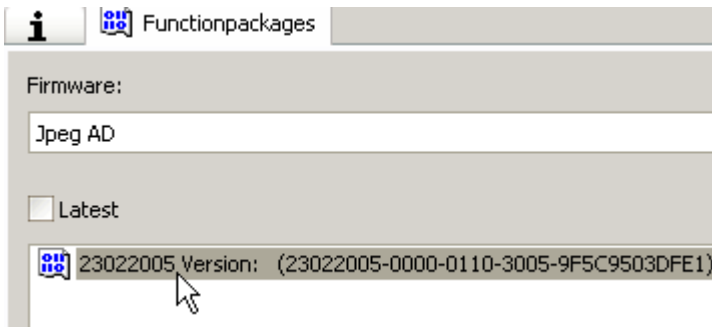 Functionpackages
Firmware:
Jpeg AD
Latest
23022005 Version: (23022005-0000-0110-3005-9F5C9503DFE1)